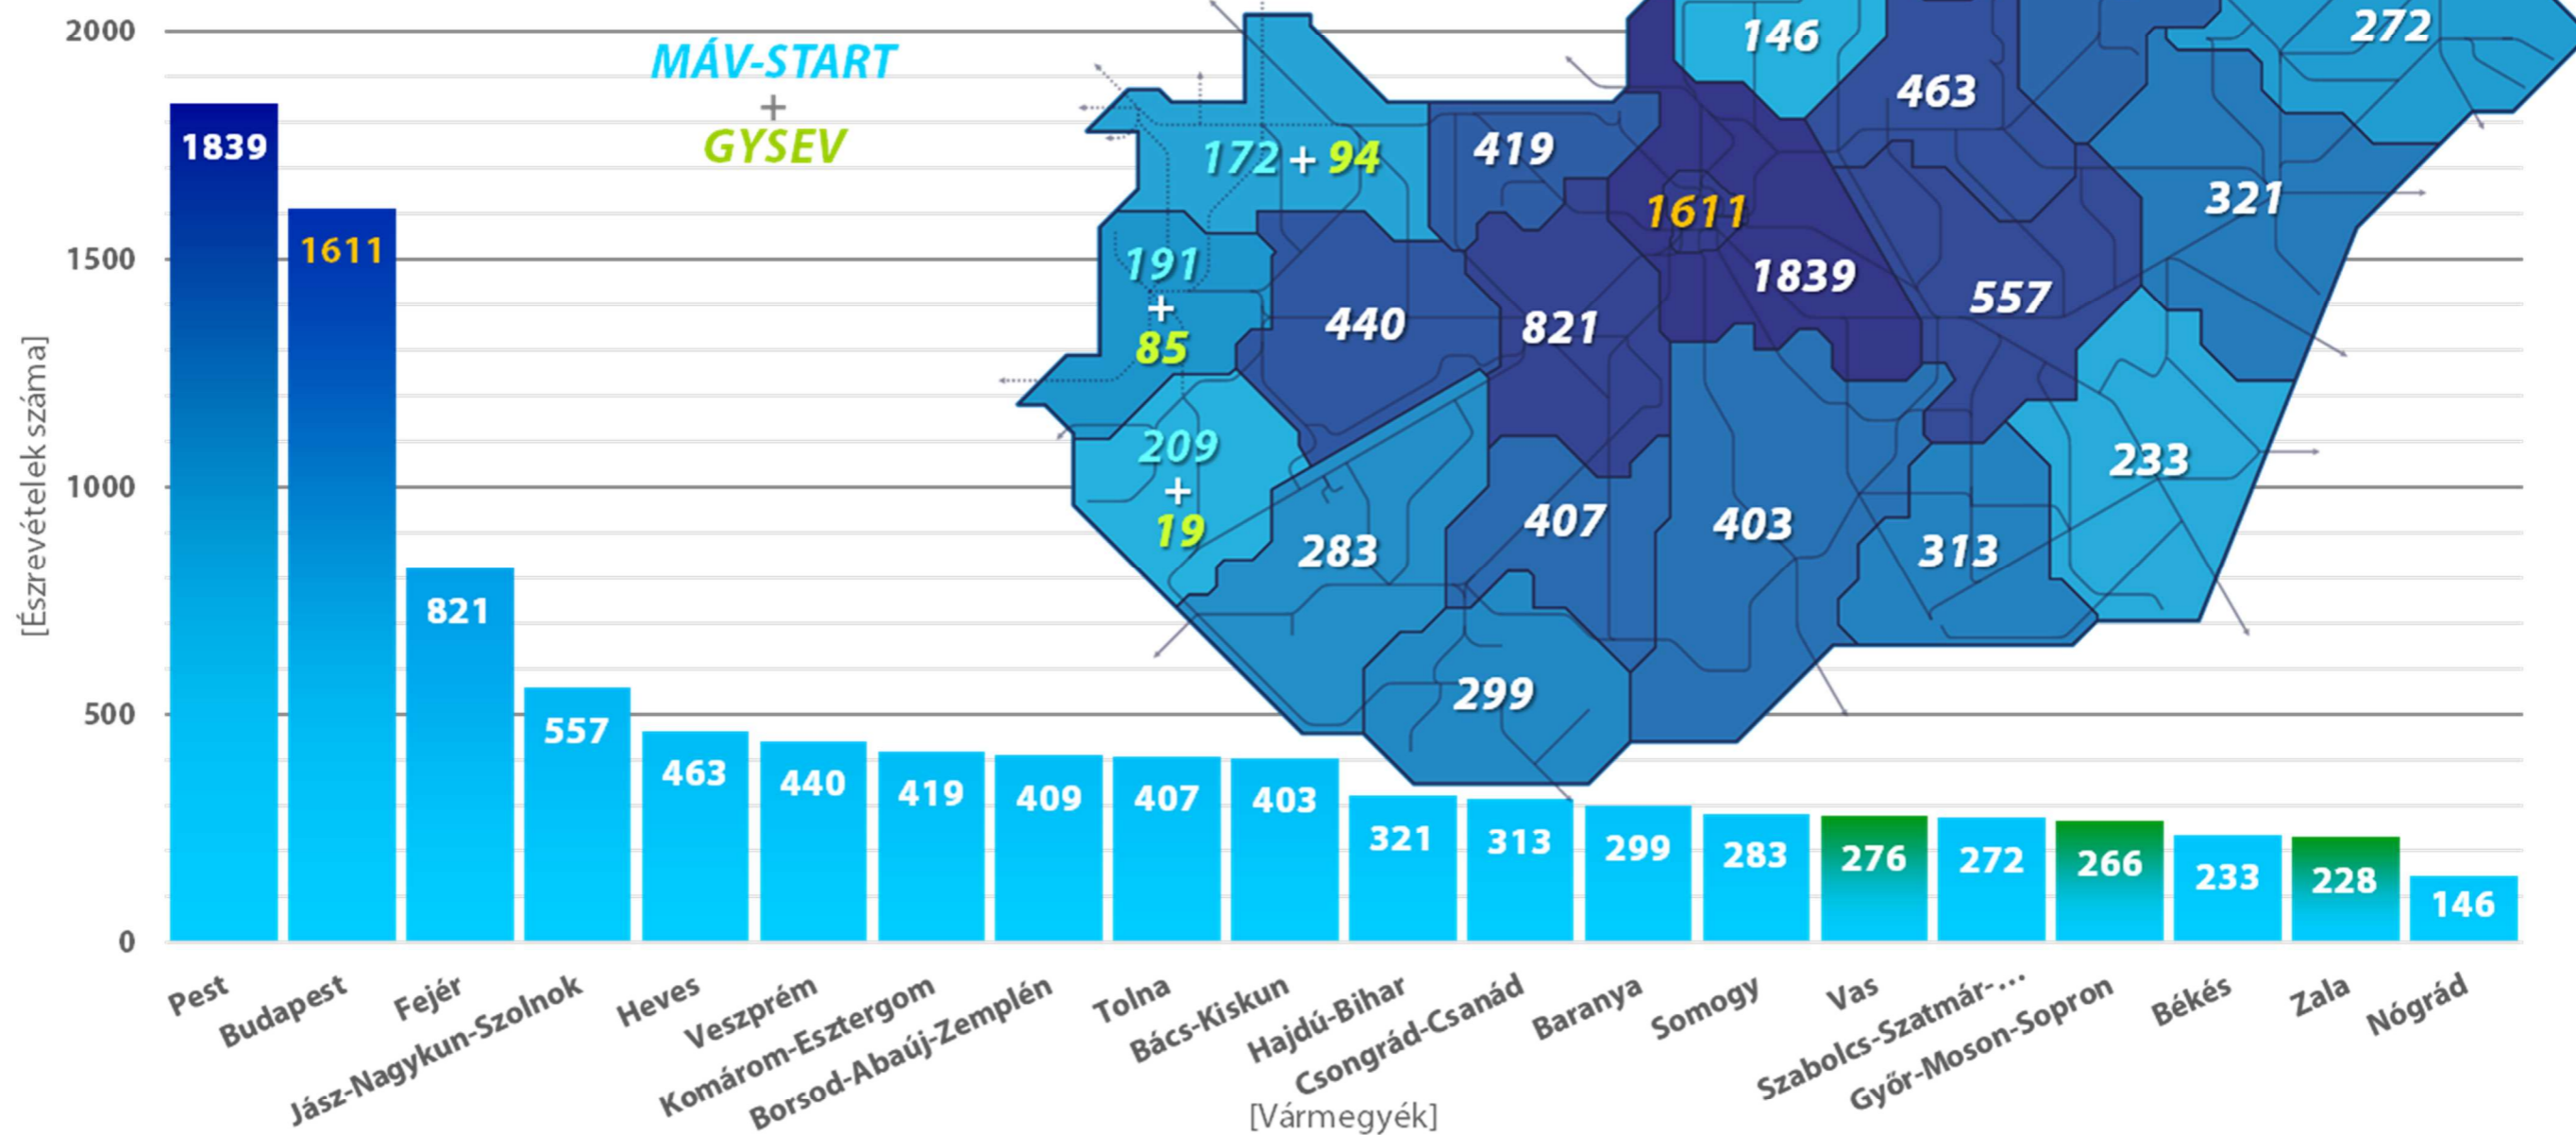 2000
1500
1000
500
0
[Észrevételek száma]
MÁV-START
+
GYSEV
146
272
463
172 + 94
419
321
1611
191
+
85
1839
557
440
821
209
+
19
233
407
403
283
313
299
1839
1611
821
557
463
440
419
409
407
403
321
313
299
283
276
272
266
233
228
146
Pest
Budapest
Fejér
Jász-Nagykun-Szolnok
Heves
Veszprém
Komárom-Esztergom
Borsod-Abaúj-Zemplén
Tolna
Bács-Kiskun
Hajdú-Bihar
Csongrád-Csanád
Baranya
Somogy
Vas
Szabolcs-Szatmár-...
Győr-Moson-Sopron
Békés
Zala
Nógrád
[Vármegyék]